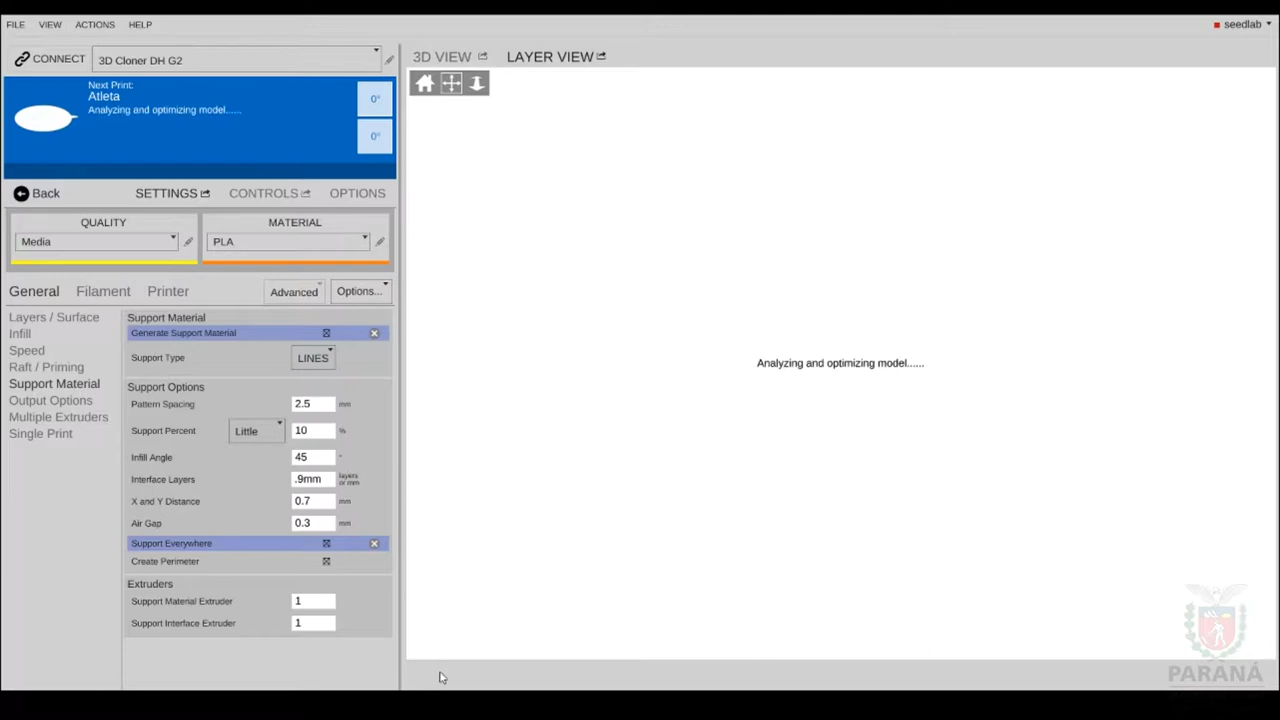 FILE VIEW ACTIONS HELP seedlab
CONNECT 3D Cloner DH G2 3D VIEW LAYER VIEW
Next Print:
Atleta
Analyzing and optimizing model......
0°
0°
Back SETTINGS CONTROLS OPTIONS
QUALITY MATERIAL
Media PLA
General Filament Printer Advanced Options...
Layers / Surface
Infill
Speed
Raft / Priming
Support Material
Output Options
Multiple Extruders
Single Print
Support Material
Generate Support Material
Support Type LINES
Support Options
Pattern Spacing 2.5 mm
Support Percent Little 10 %
Infill Angle 45 °
Interface Layers .9mm layers or mm
X and Y Distance 0.7 mm
Air Gap 0.3 mm
Support Everywhere
Create Perimeter
Extruders
Support Material Extruder 1
Support Interface Extruder 1
Analyzing and optimizing model......
PARANÁ